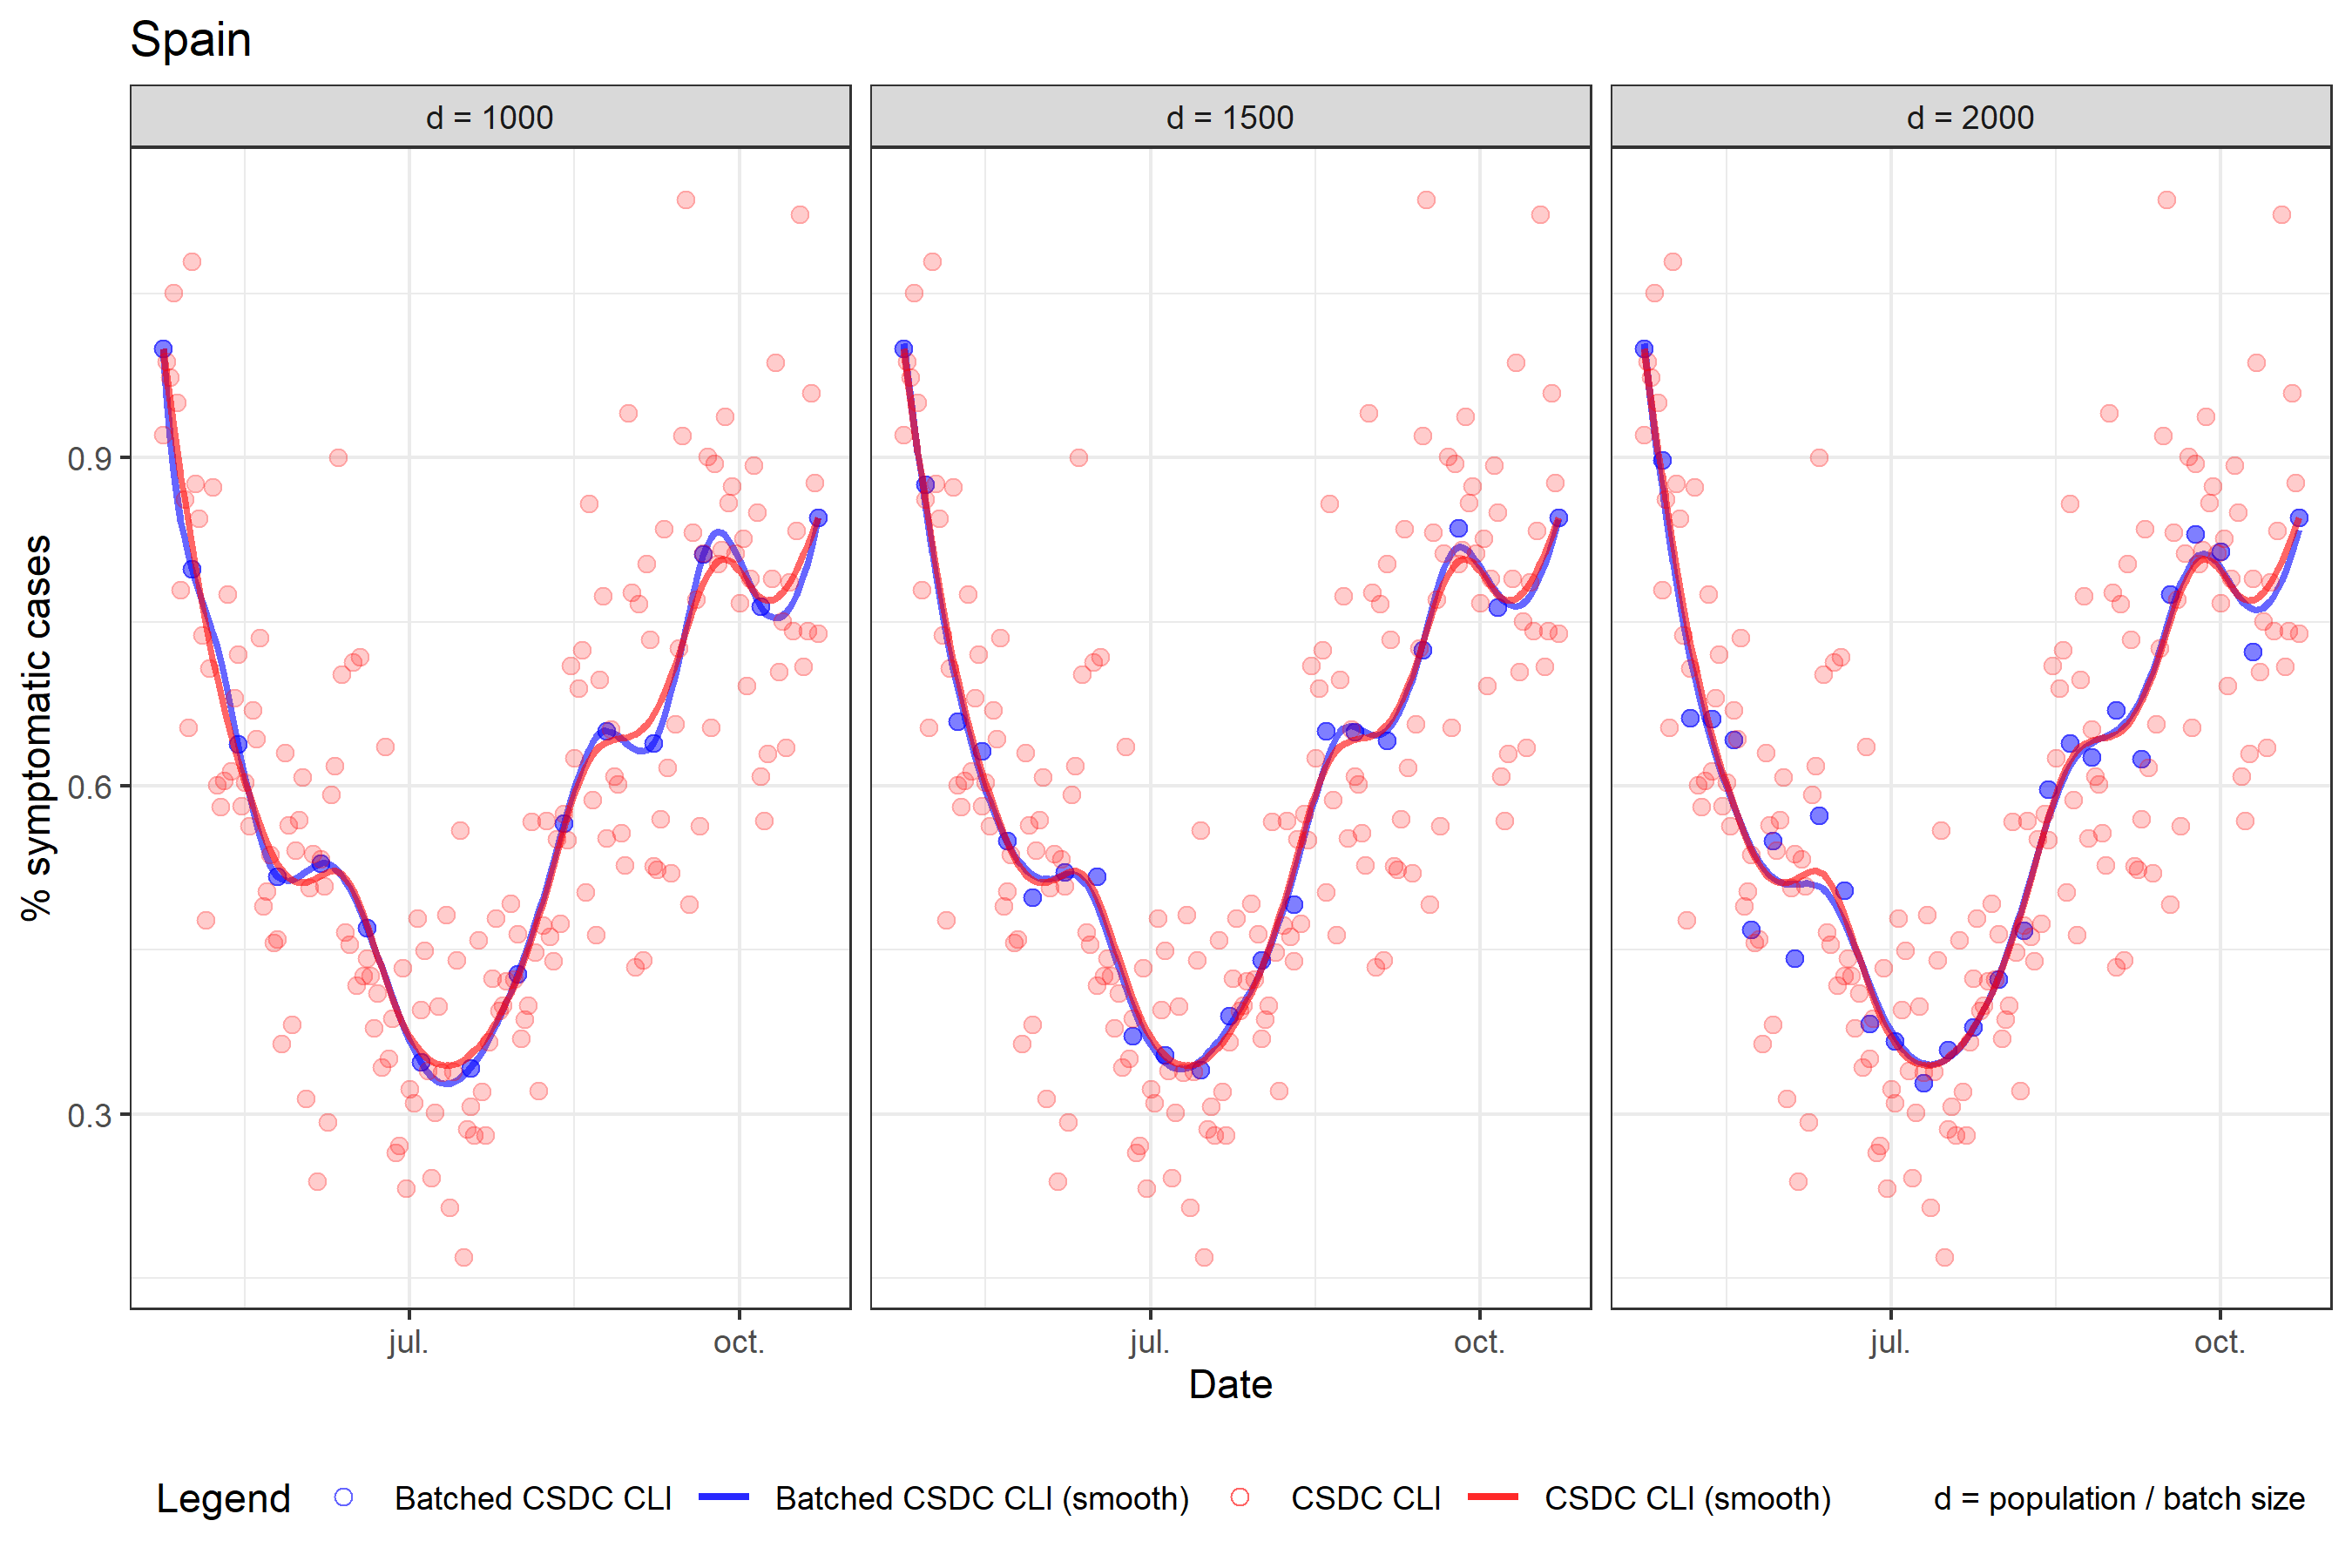 Spain
d = 1000
d = 1500
d = 2000
% symptomatic cases
0.9
0.6
0.3
jul.
oct.
jul.
oct.
jul.
oct.
Date
Legend
Batched CSDC CLI
Batched CSDC CLI (smooth)
CSDC CLI
CSDC CLI (smooth)
d = population / batch size